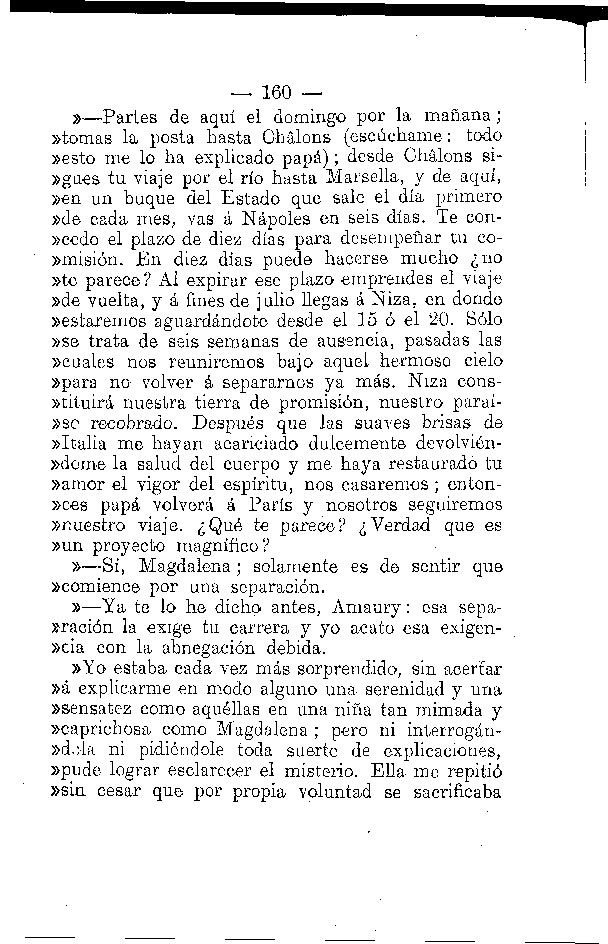 — 160 —
»—Partes de aquí el domingo por la mañana ;
»tomas la posta hasta Châlons (escúchame : todo
»esto me lo ha explicado papá) ; desde Châlons si-
»gues tu viaje por el río hasta Marsella, y de aquí,
»en un buque del Estado que sale el día primero
»de cada mes, vas á Nápoles en seis días. Te con-
»cedo el plazo de diez días para desempeñar tu co-
»misión. En diez días puede hacerse mucho ¿no
»te parece? Al expirar ese plazo emprendes el viaje
»de vuelta, y á fines de julio llegas á Niza, en donde
»estaremos aguardándote desde el 15 ó el 20. Sólo
»se trata de seis semanas de ausencia, pasadas las
»cuales nos reuniremos bajo aquel hermoso cielo
»para no volver á separarnos ya más. Niza cons-
»tituirá nuestra tierra de promisión, nuestro paraí-
»so recobrado. Después que las suaves brisas de
»Italia me hayan acariciado dulcemente devolvién-
»dome la salud del cuerpo y me haya restaurado tu
»amor el vigor del espíritu, nos casaremos ; enton-
»ces papá volverá á París y nosotros seguiremos
»nuestro viaje. ¿Qué te parece? ¿Verdad que es
»un proyecto magnífico?
»—Sí, Magdalena ; solamente es de sentir que
»comience por una separación.
»—Ya te lo he dicho antes, Amaury : esa sepa-
»ración la exige tu carrera y yo acato esa exigen-
»cia con la abnegación debida.
»Yo estaba cada vez más sorprendido, sin acertar
»á explicarme en modo alguno una serenidad y una
»sensatez como aquéllas en una niña tan mimada y
»caprichosa como Magdalena ; pero ni interrogán-
»dola ni pidiéndole toda suerte de explicaciones,
»pude lograr esclarecer el misterio. Ella me repitió
»sin cesar que por propia voluntad se sacrificaba